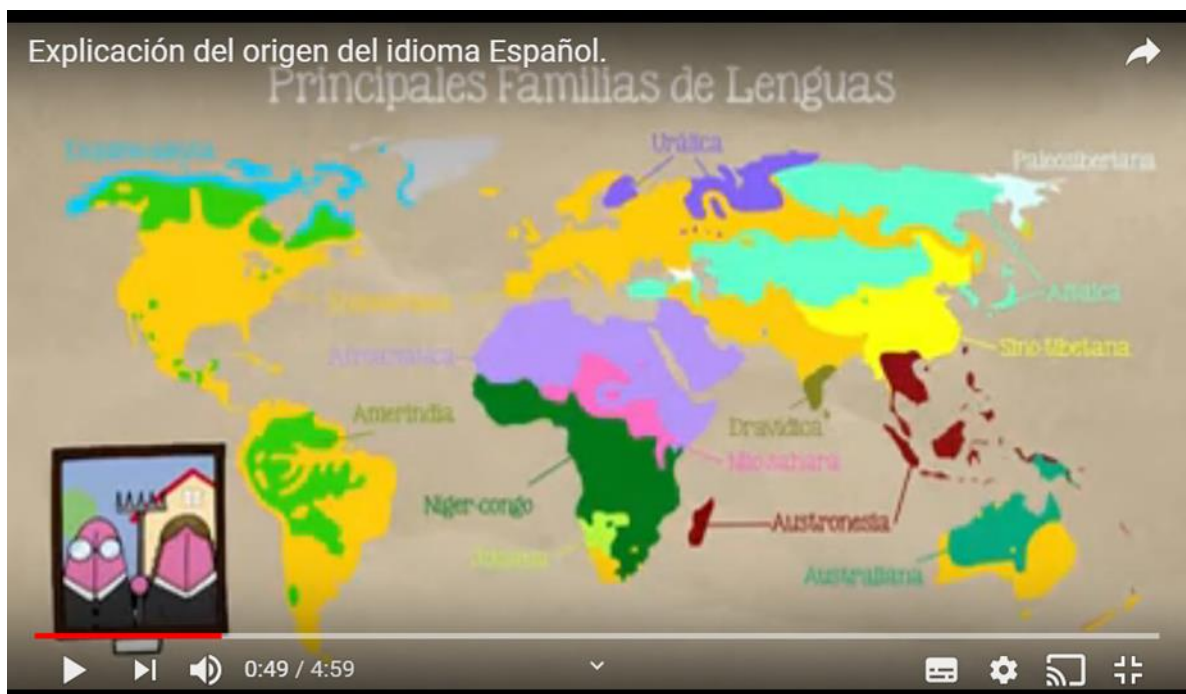 Explicación del origen del idioma Español.
Principales Familias de Lenguas
Urálica
Paleosiberiana
Altaica
Afroasiática
Sino-tibetana
Amerindia
Dravídica
Nilo-sahara
Niger-congo
Austronesia
Australiana
0:49 / 4:59